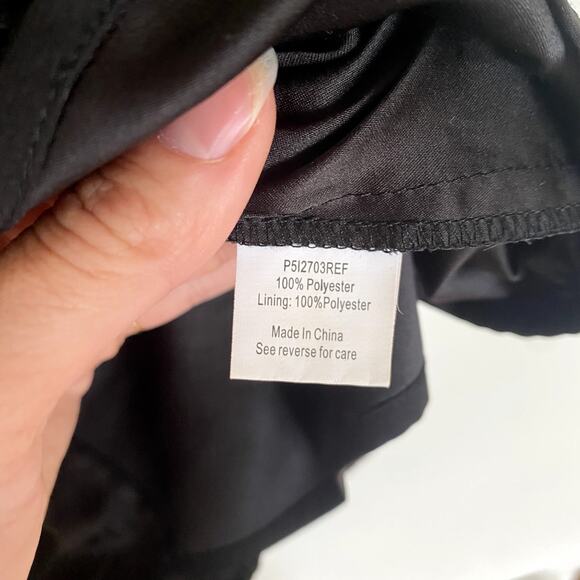 P5I2703REF
100% Polyester
Lining: 100%Polyester
Made In China
See reverse for care